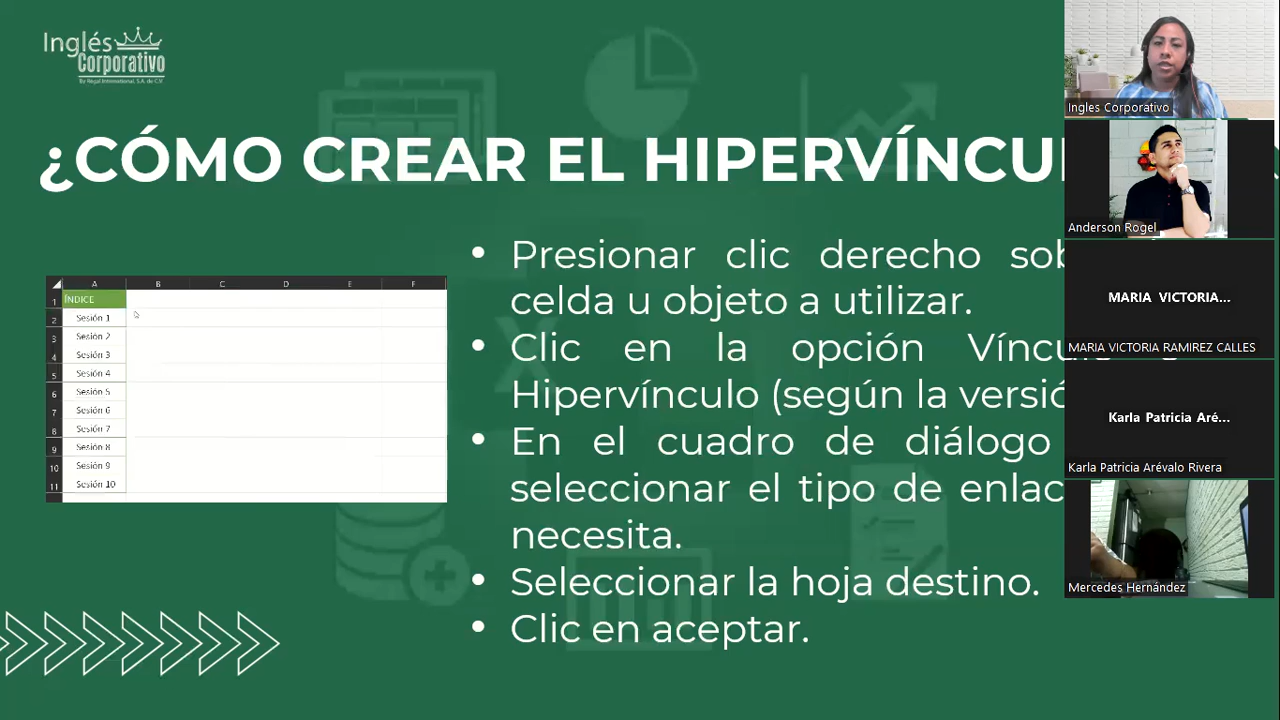 Inglés
Corporativo
By Regal International, S.A. de C.V.
¿CÓMO CREAR EL HIPERVÍNCU
Presionar clic derecho sob
celda u objeto a utilizar.
Clic en la opción Víncu
Hipervínculo (según la versió
En el cuadro de diálogo
seleccionar el tipo de enlac
necesita.
Seleccionar la hoja destino.
Clic en aceptar.
A B C D E F
1 ÍNDICE
2 Sesión 1
3 Sesión 2
4 Sesión 3
5 Sesión 4
6 Sesión 5
7 Sesión 6
8 Sesión 7
9 Sesión 8
10 Sesión 9
11 Sesión 10
Ingles Corporativo
Anderson Rogel
MARIA VICTORIA...
MARIA VICTORIA RAMIREZ CALLES
Karla Patricia Aré...
Karla Patricia Arévalo Rivera
Mercedes Hernández